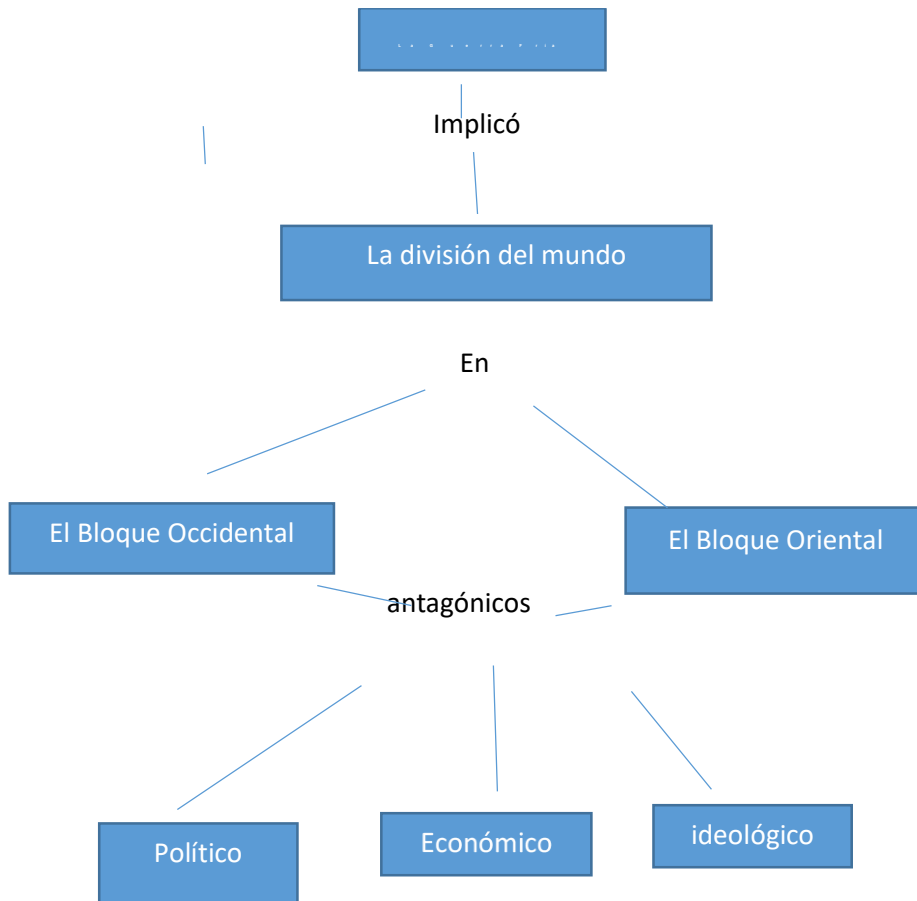 Implicó
La división del mundo
En
El Bloque Occidental
El Bloque Oriental
antagónicos
Político
Económico
ideológico